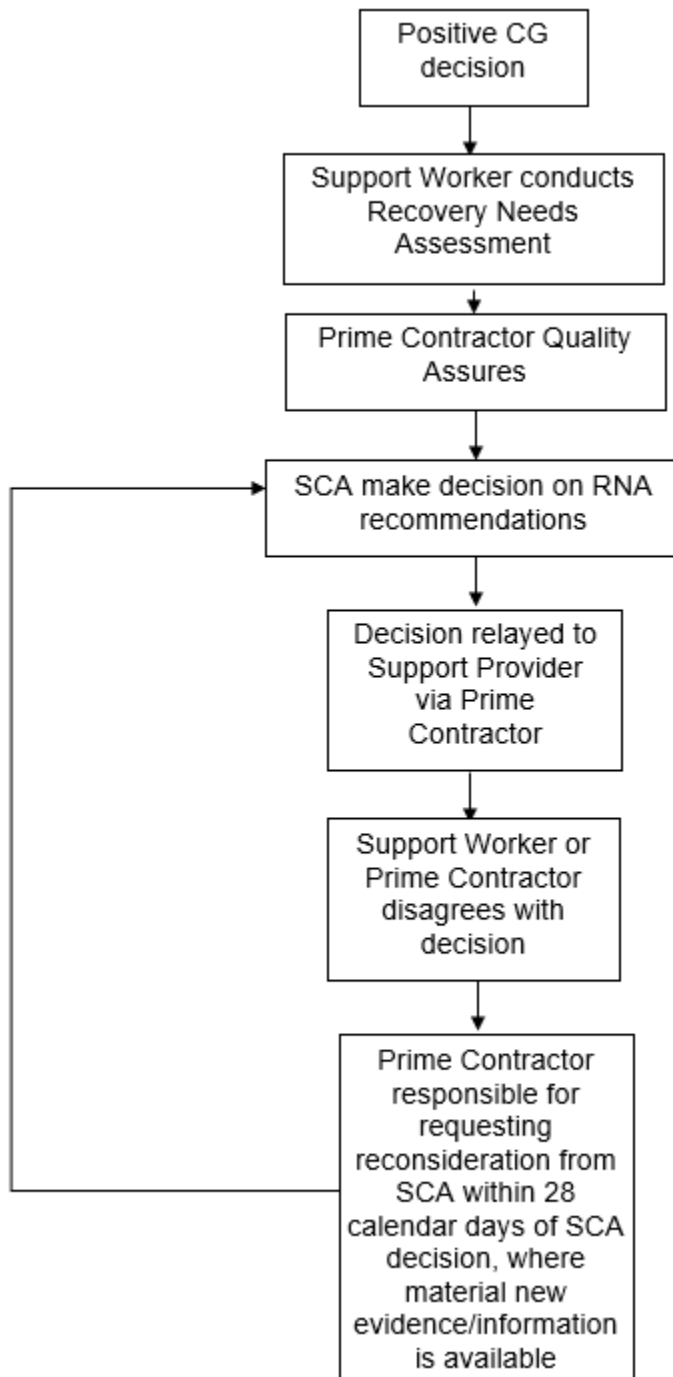 Positive CG
decision
Support Worker conducts
Recovery Needs
Assessment
Prime Contractor Quality
Assures
SCA make decision on RNA
recommendations
Decision relayed to
Support Provider
via Prime
Contractor
Support Worker or
Prime Contractor
disagrees with
decision
Prime Contractor
responsible for
requesting
reconsideration from
SCA within 28
calendar days of SCA
decision, where
material new
evidence/information
is available